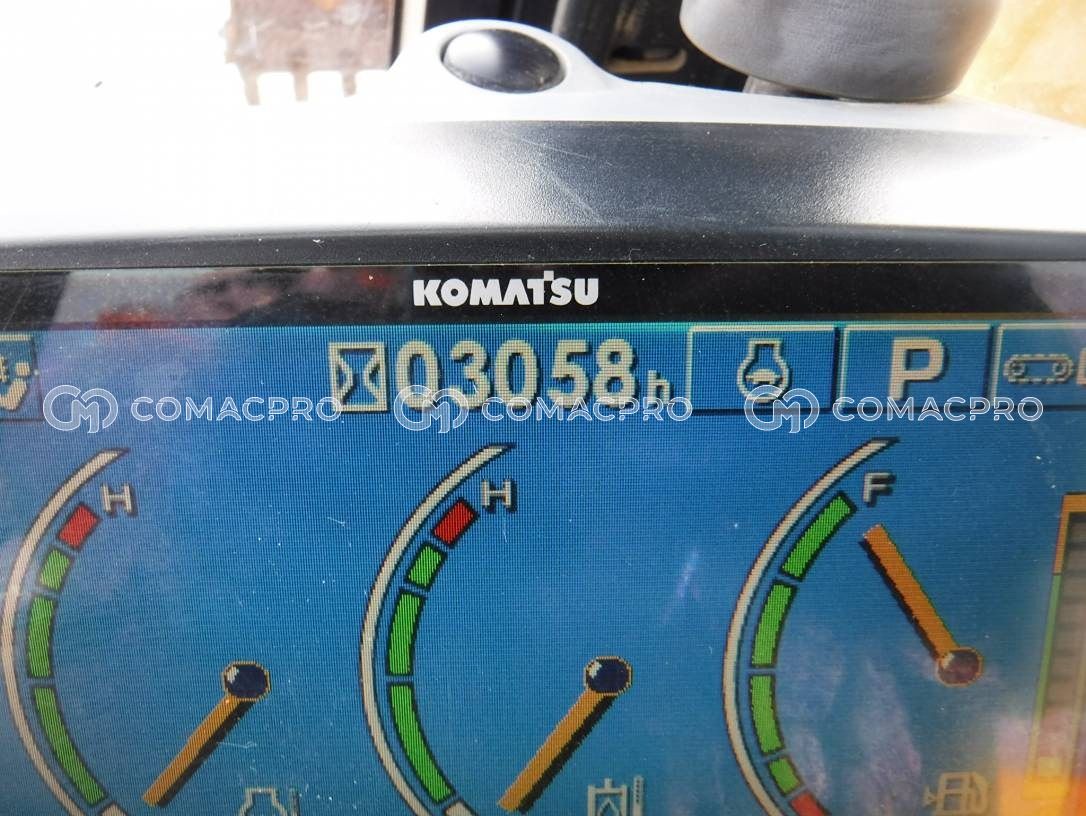 KOMATSU
03058h P
COMACPRO COMACPRO COMACPRO
H H F